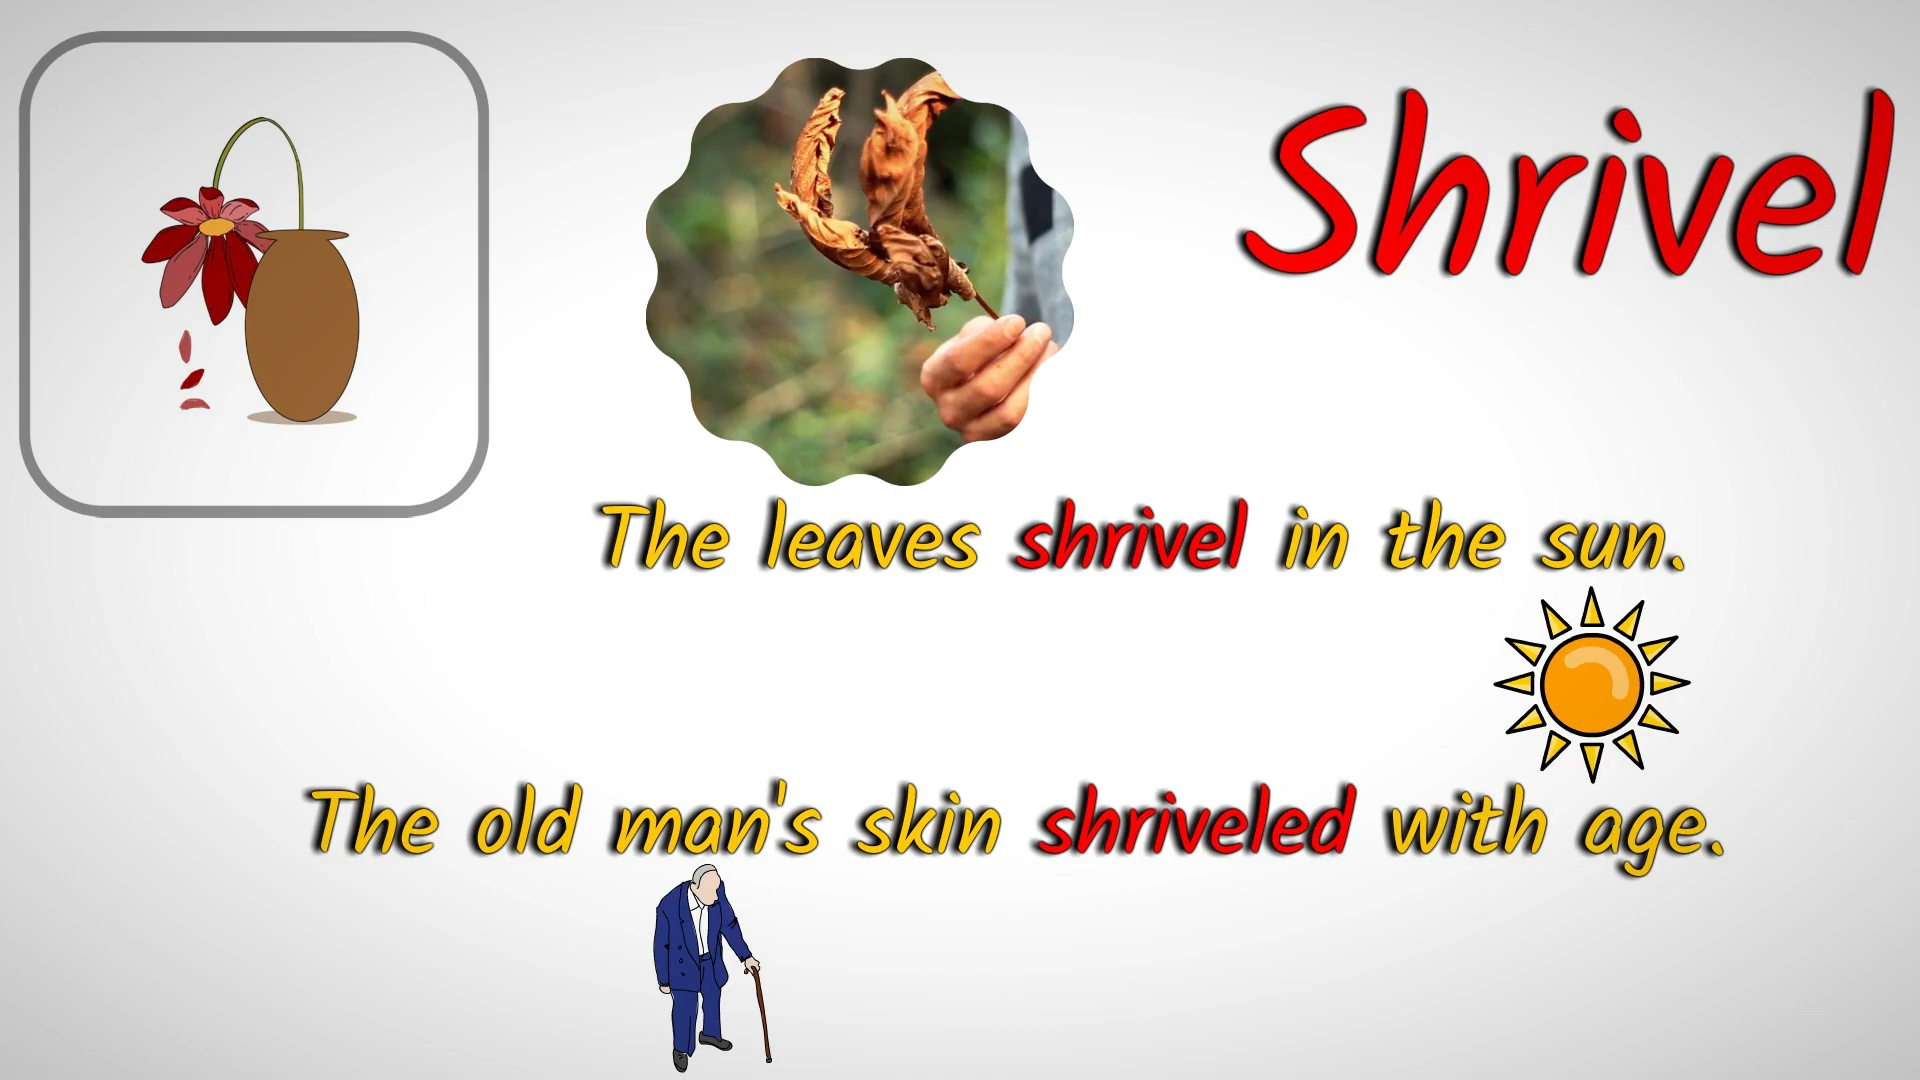 Shrivel
The leaves shrivel in the sun.
The old man's skin shriveled with age.